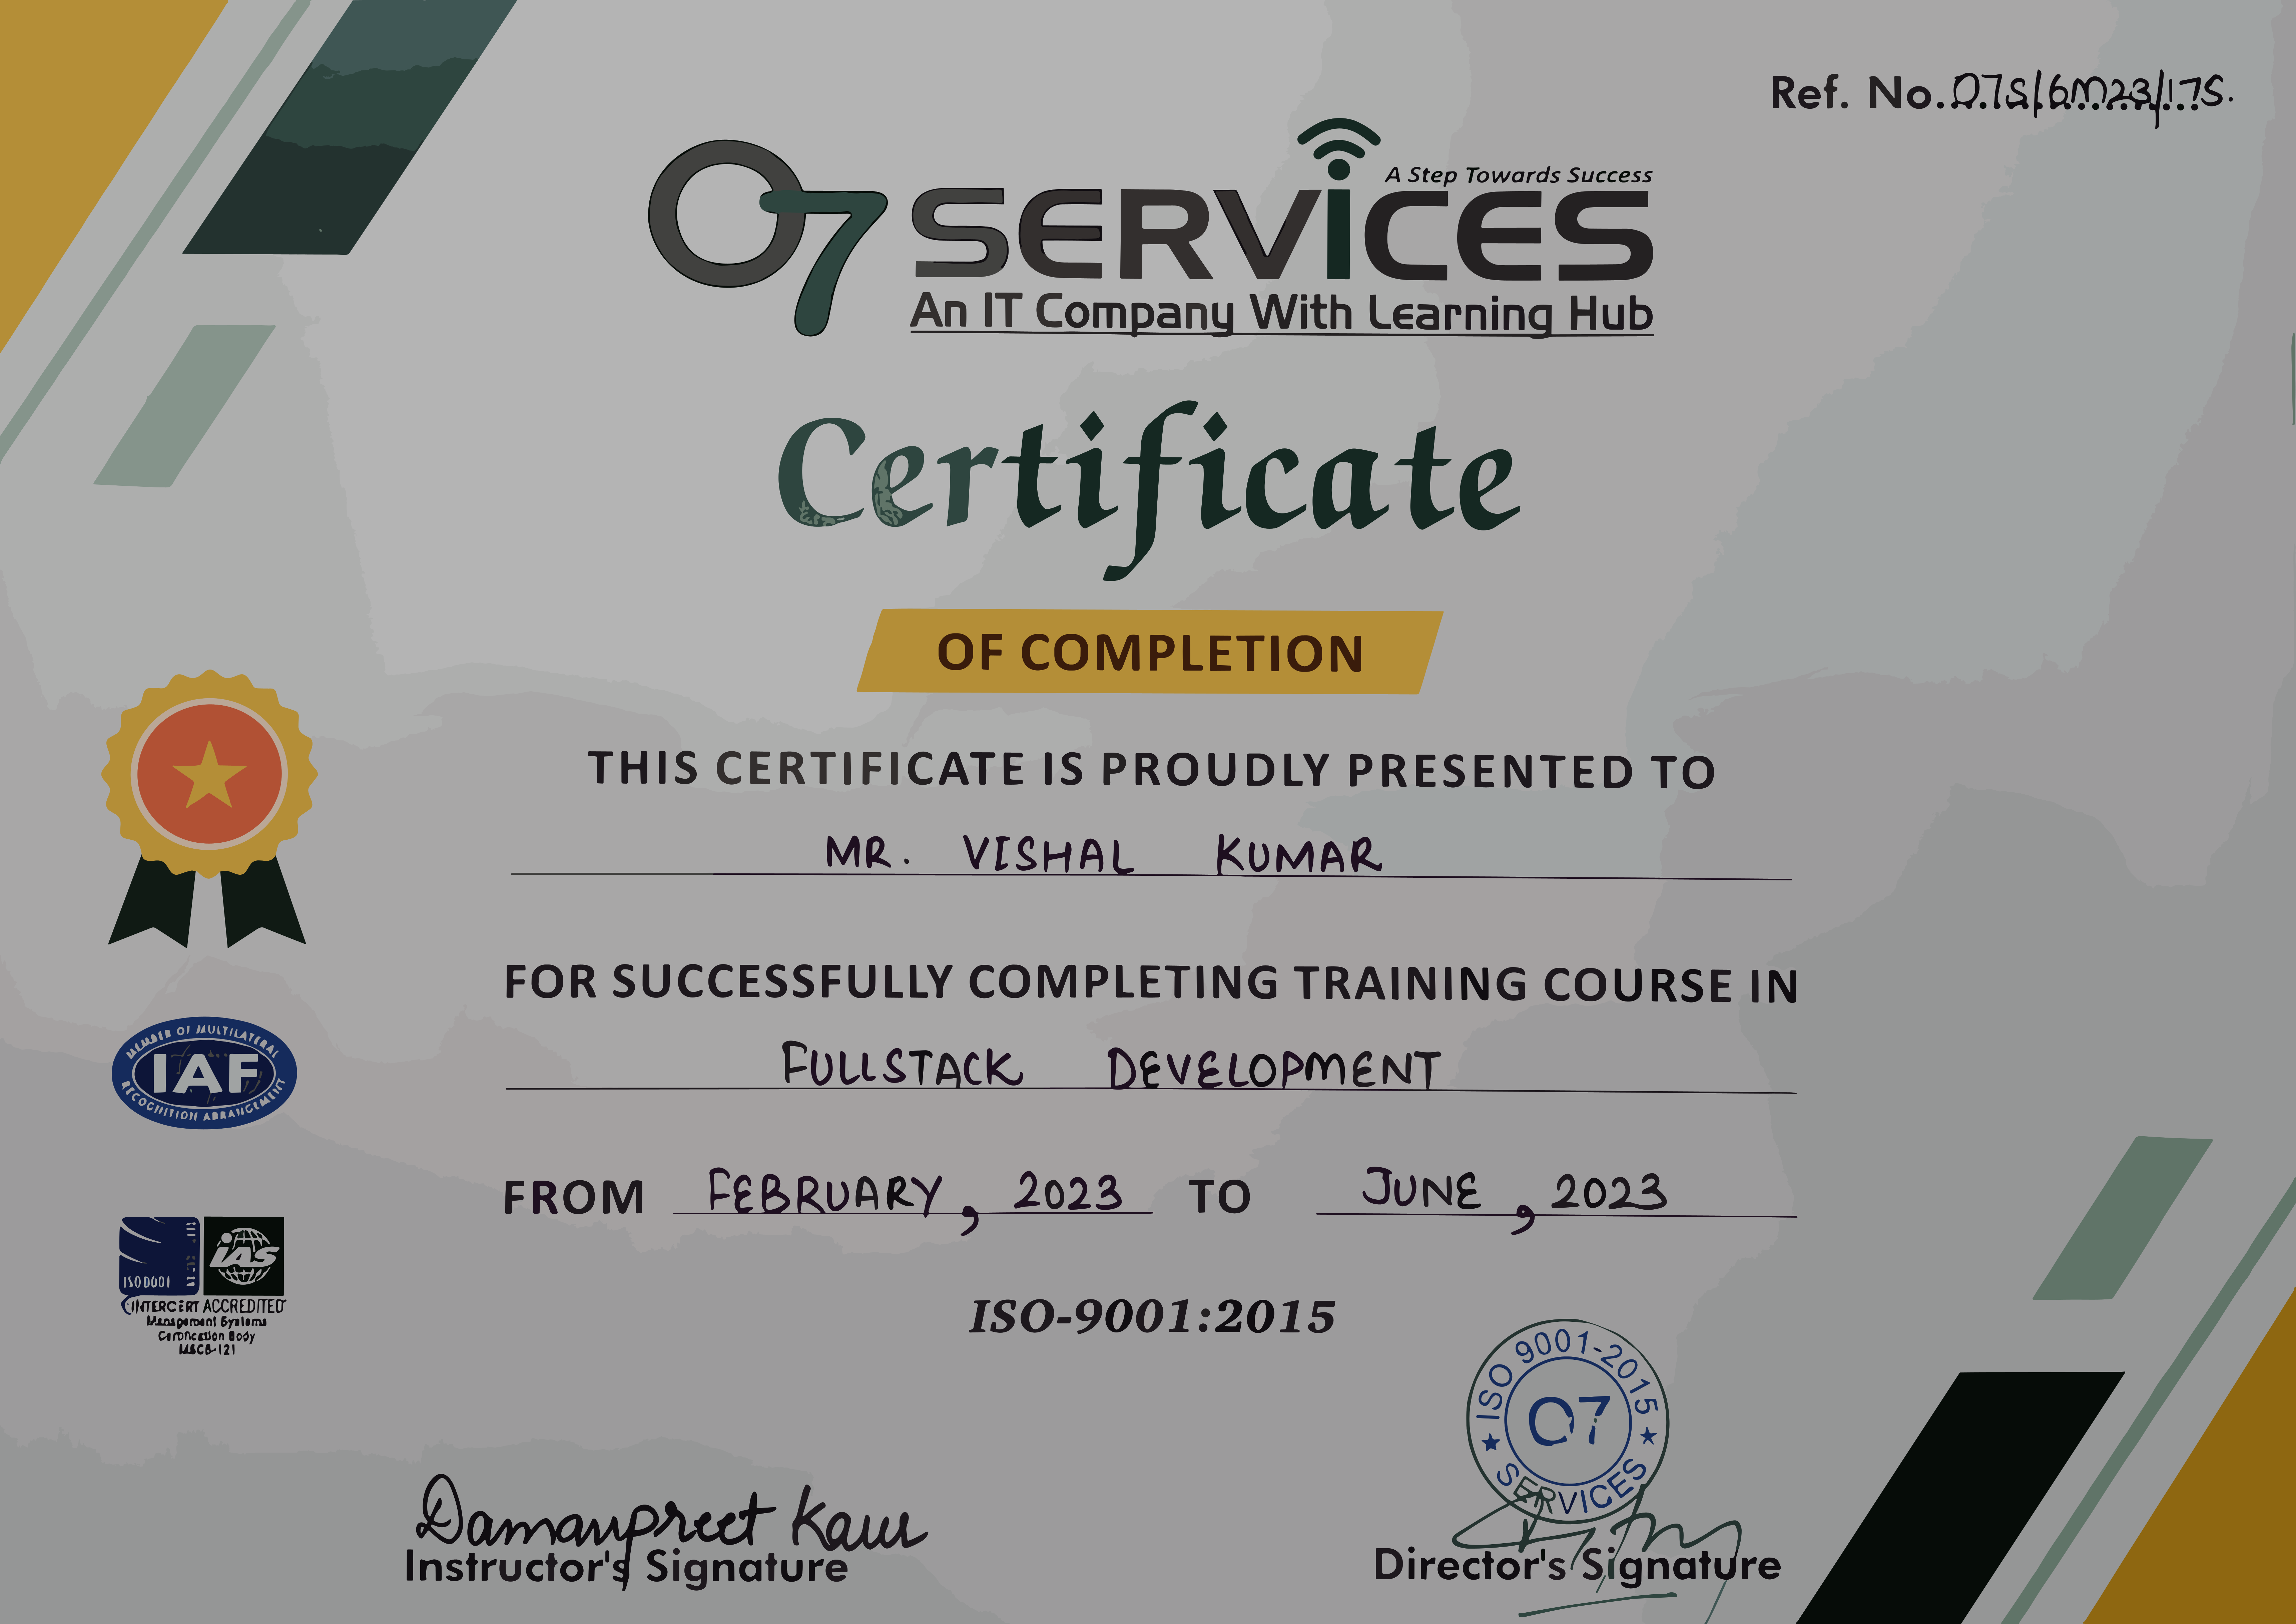 Ref. No. O7S/6M23/175.
A Step Towards Success
O7 SERVICES
An IT Company With Learning Hub
Certificate
OF COMPLETION
THIS CERTIFICATE IS PROUDLY PRESENTED TO
MR. VISHAL KUMAR
FOR SUCCESSFULLY COMPLETING TRAINING COURSE IN
FULLSTACK DEVELOPMENT
MEMBER OF MULTILATERAL
IAF
RECOGNITION ARRANGEMENT
FROM FEBRUARY, 2023 TO JUNE, 2023
iAS
INTERCERT ACCREDITED
Management Systems
Certification Body
MSCB-121
ISO-9001:2015
ISO 9001-2015
O7
SERVICES
Damanpreet Kaur
Instructor's Signature
Director's Signature